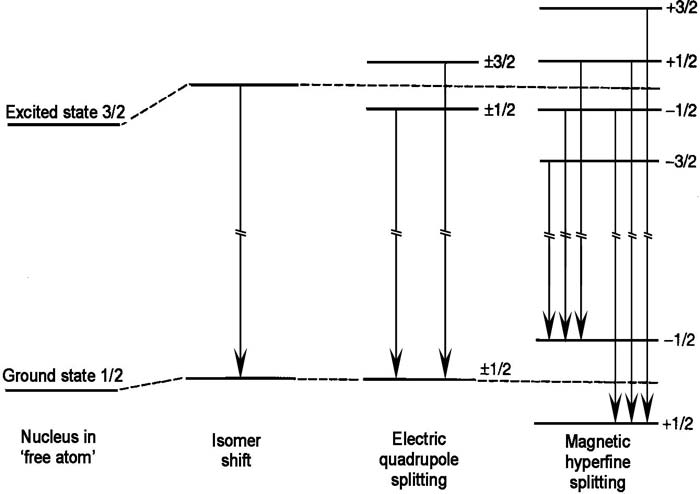 +3/2
±3/2
+1/2
Excited state 3/2
±1/2
−1/2
−3/2
−1/2
Ground state 1/2
±1/2
+1/2
Nucleus in
‘free atom’
Isomer
shift
Electric
quadrupole
splitting
Magnetic
hyperfine
splitting